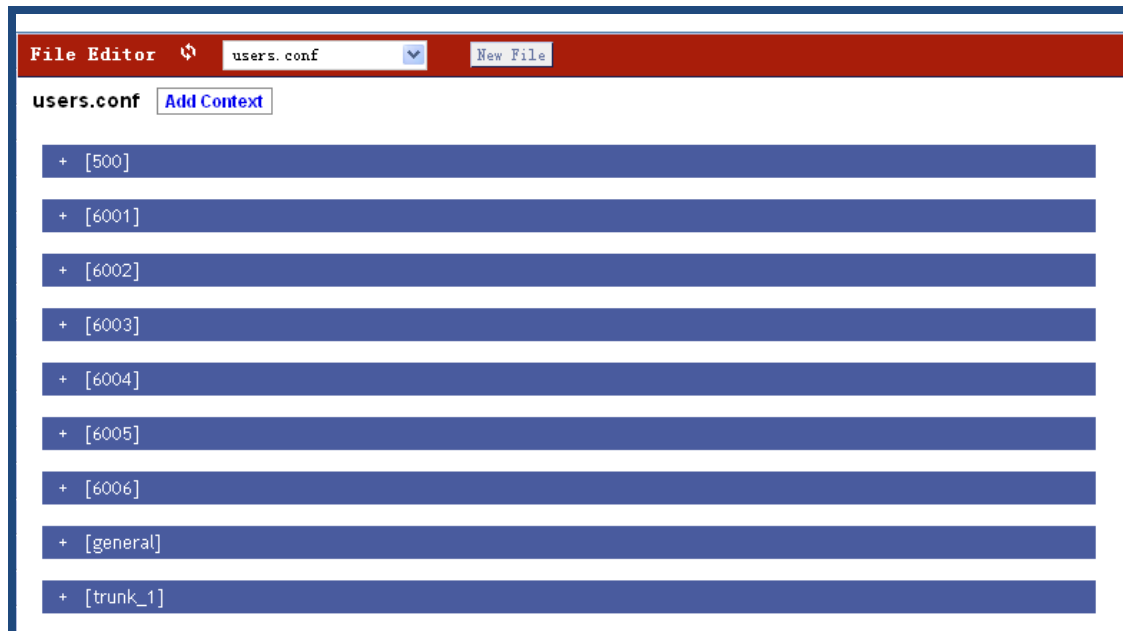 File Editor users.conf New File
users.conf Add Context
+ [500]
+ [6001]
+ [6002]
+ [6003]
+ [6004]
+ [6005]
+ [6006]
+ [general]
+ [trunk_1]